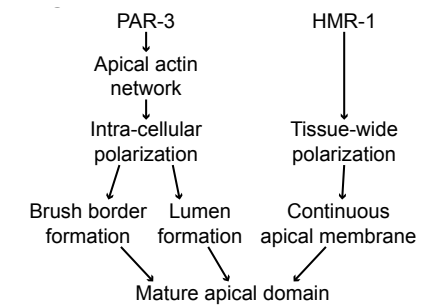 PAR-3 HMR-1
Apical actin
network
Intra-cellular Tissue-wide
polarization polarization
Brush border Lumen Continuous
formation formation apical membrane
Mature apical domain